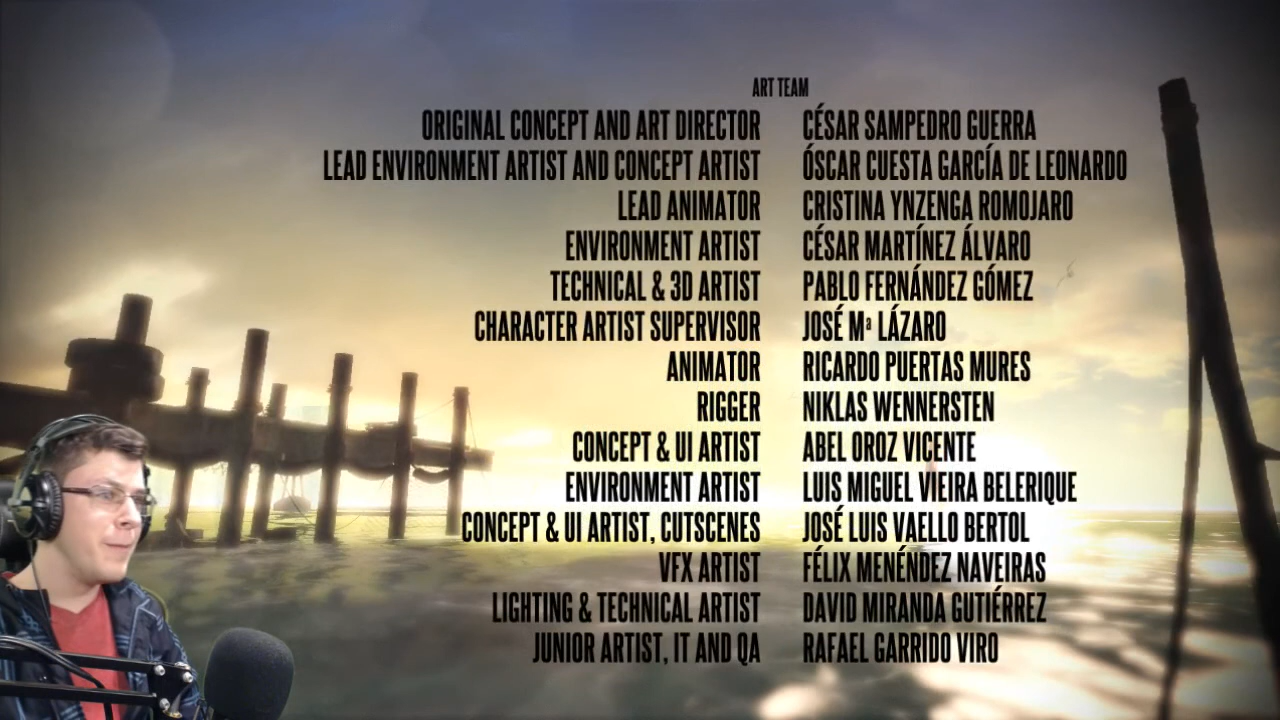 ART TEAM
ORIGINAL CONCEPT AND ART DIRECTOR CÉSAR SAMPEDRO GUERRA
LEAD ENVIRONMENT ARTIST AND CONCEPT ARTIST ÓSCAR CUESTA GARCÍA DE LEONARDO
LEAD ANIMATOR CRISTINA YNZENGA ROMOJARO
ENVIRONMENT ARTIST CÉSAR MARTÍNEZ ÁLVARO
TECHNICAL & 3D ARTIST PABLO FERNÁNDEZ GÓMEZ
CHARACTER ARTIST SUPERVISOR JOSÉ Mª LÁZARO
ANIMATOR RICARDO PUERTAS MURES
RIGGER NIKLAS WENNERSTEN
CONCEPT & UI ARTIST ABEL OROZ VICENTE
ENVIRONMENT ARTIST LUIS MIGUEL VIEIRA BELERIQUE
CONCEPT & UI ARTIST, CUTSCENES JOSÉ LUIS VAELLO BERTOL
VFX ARTIST FÉLIX MENÉNDEZ NAVEIRAS
LIGHTING & TECHNICAL ARTIST DAVID MIRANDA GUTIÉRREZ
JUNIOR ARTIST, IT AND QA RAFAEL GARRIDO VIRO